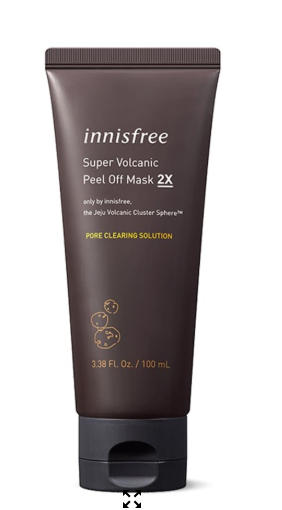 innisfree
Super Volcanic
Peel Off Mask 2X
only by innisfree,
the Jeju Volcanic Cluster Sphere™
PORE CLEARING SOLUTION
3.38 Fl. Oz. / 100 mL